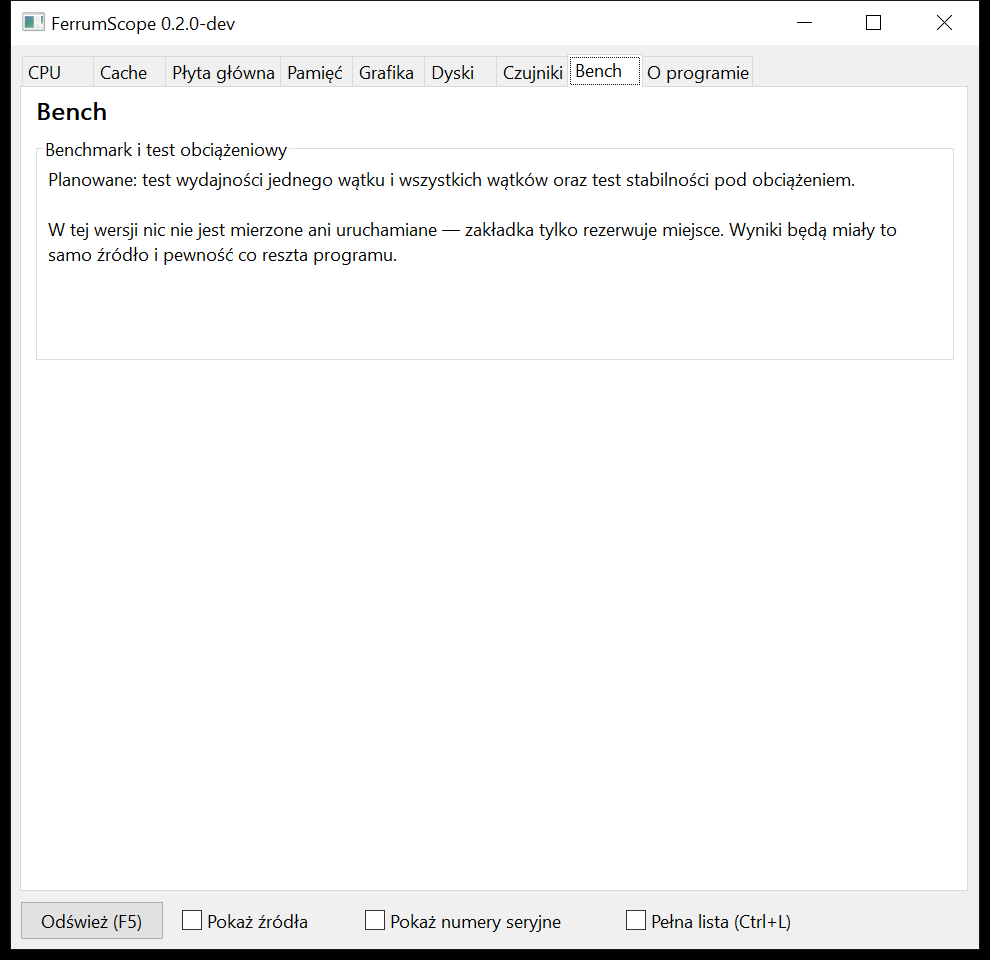 FerrumScope 0.2.0-dev
CPU Cache Płyta główna Pamięć Grafika Dyski Czujniki Bench O programie
Bench
Benchmark i test obciążeniowy
Planowane: test wydajności jednego wątku i wszystkich wątków oraz test stabilności pod obciążeniem.
W tej wersji nic nie jest mierzone ani uruchamiane — zakładka tylko rezerwuje miejsce. Wyniki będą miały to
samo źródło i pewność co reszta programu.
Odśwież (F5) Pokaż źródła Pokaż numery seryjne Pełna lista (Ctrl+L)